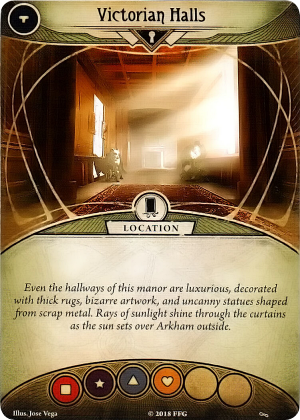 Victorian Halls
LOCATION
Even the hallways of this manor are luxurious, decorated
with thick rugs, bizarre artwork, and uncanny statues shaped
from scrap metal. Rays of sunlight shine through the curtains
as the sun sets over Arkham outside.
Illus. Jose Vega
© 2018 FFG